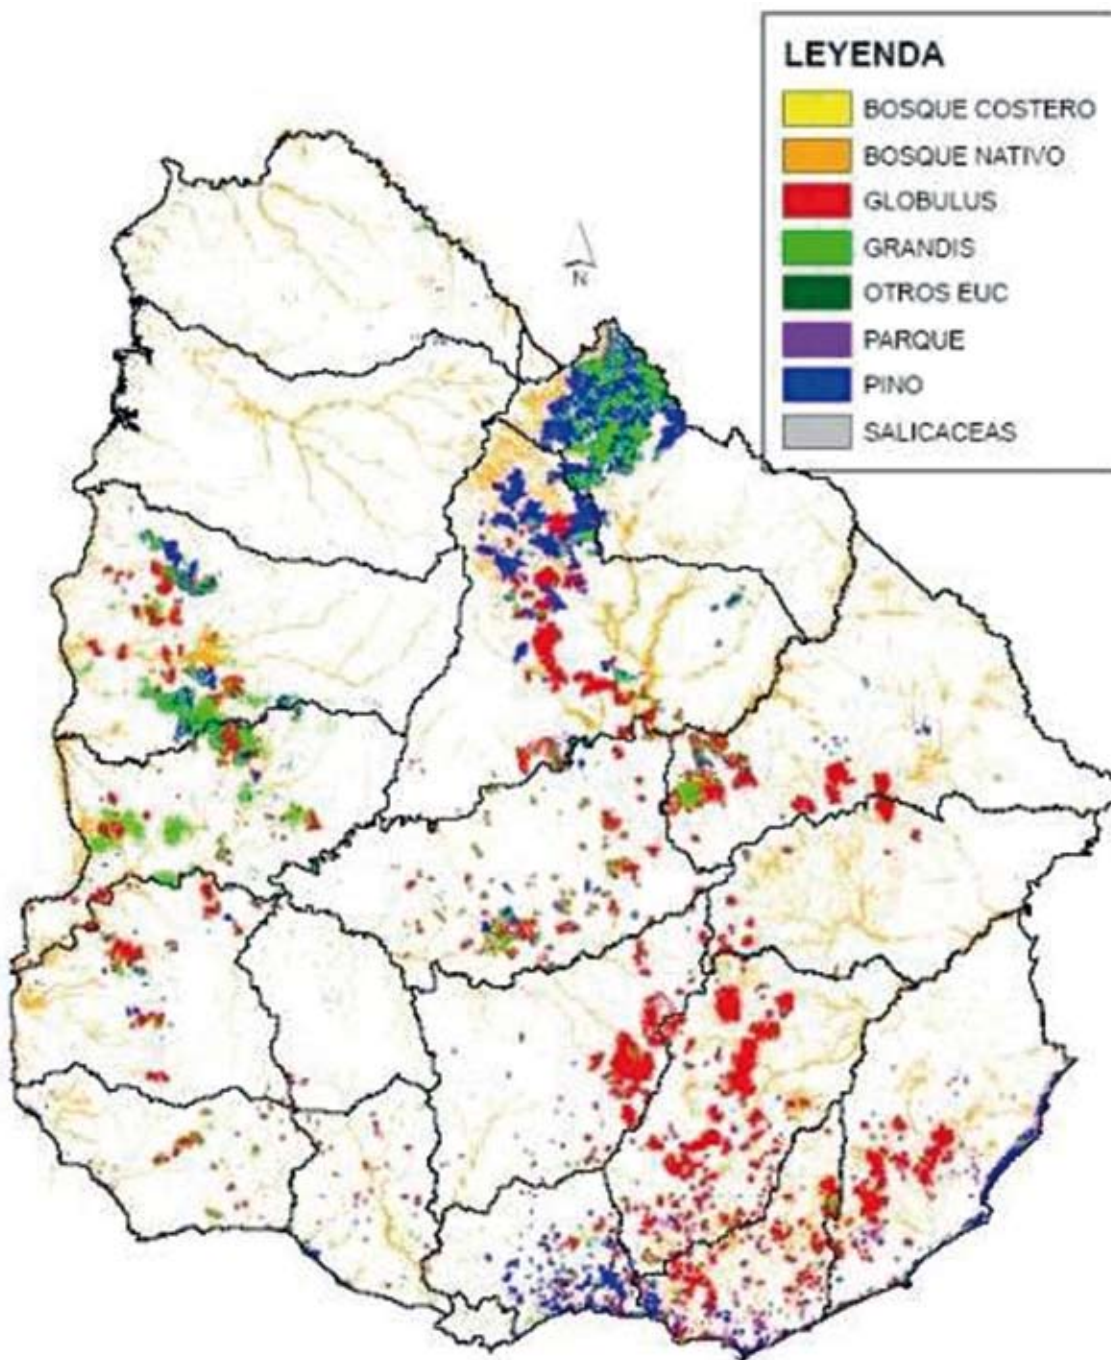 LEYENDA
BOSQUE COSTERO
BOSQUE NATIVO
GLOBULUS
GRANDIS
OTROS EUC
PARQUE
PINO
SALICACEAS
N